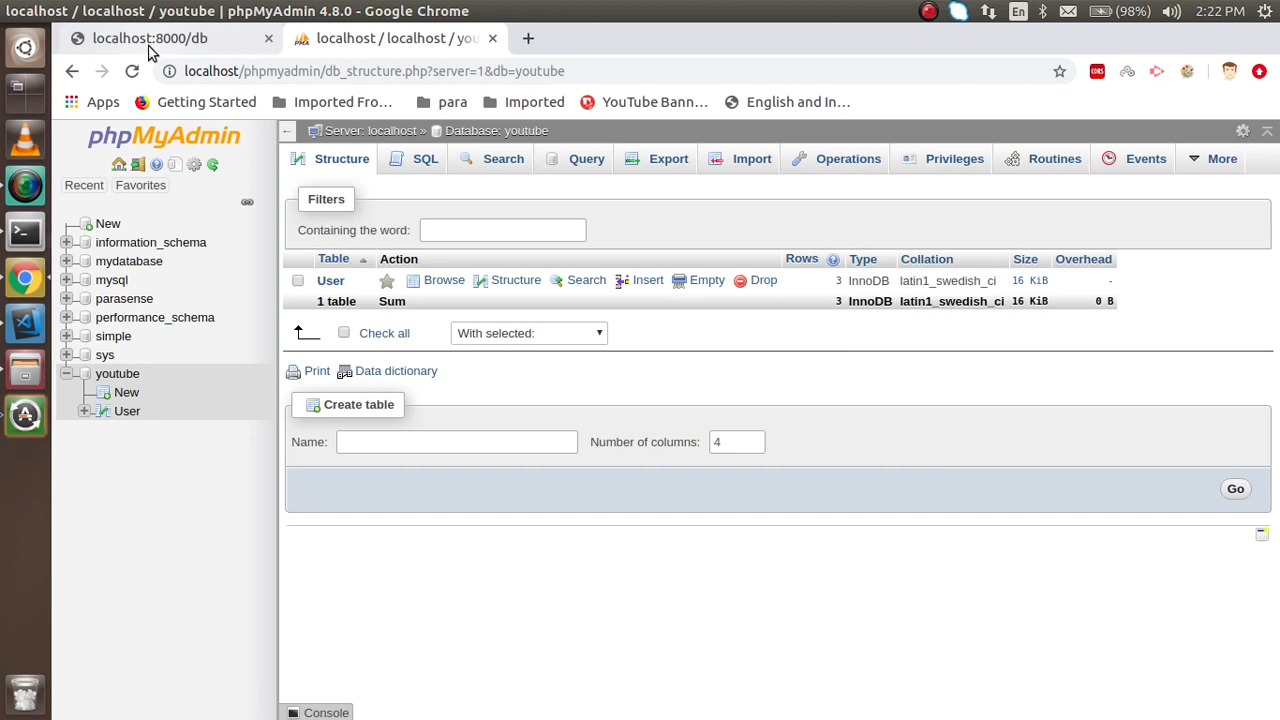 localhost / localhost / youtube | phpMyAdmin 4.8.0 - Google Chrome En (98%) 2:22 PM
localhost:8000/db localhost / localhost / you
localhost/phpmyadmin/db_structure.php?server=1&db=youtube CORS
Apps Getting Started Imported Fro... para Imported YouTube Bann... English and In...
phpMyAdmin
Recent Favorites
New
information_schema
mydatabase
mysql
parasense
performance_schema
simple
sys
youtube
New
User
Server: localhost » Database: youtube
Structure SQL Search Query Export Import Operations Privileges Routines Events More
Filters
Containing the word:
Table Action Rows Type Collation Size Overhead
User Browse Structure Search Insert Empty Drop 3 InnoDB latin1_swedish_ci 16 KiB -
1 table Sum 3 InnoDB latin1_swedish_ci 16 KiB 0 B
Check all With selected:
Print Data dictionary
Create table
Name: Number of columns: 4
Go
Console